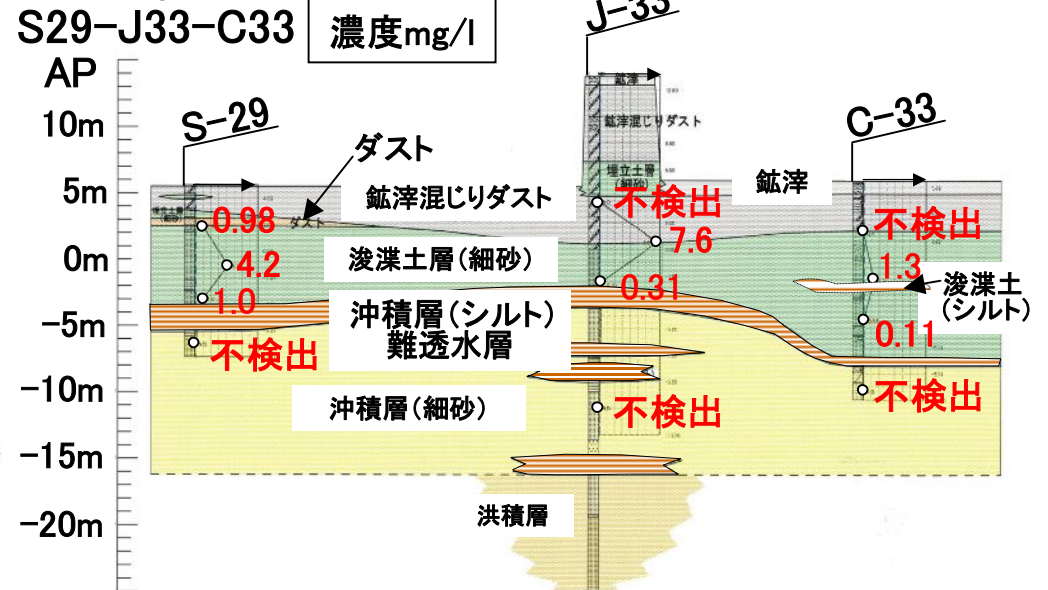 S29-J33-C33
濃度mg/l
J-33
AP
10m
5m
0m
-5m
-10m
-15m
-20m
S-29
C-33
ダスト
鉱滓
鉱滓混じりダスト
埋立土層
(細砂)
鉱滓混じりダスト
鉱滓
ダスト
0.98
4.2
1.0
不検出
不検出
7.6
0.31
不検出
不検出
1.3
0.11
不検出
浚渫土層(細砂)
浚渫土
(シルト)
沖積層(シルト)
難透水層
沖積層(細砂)
洪積層